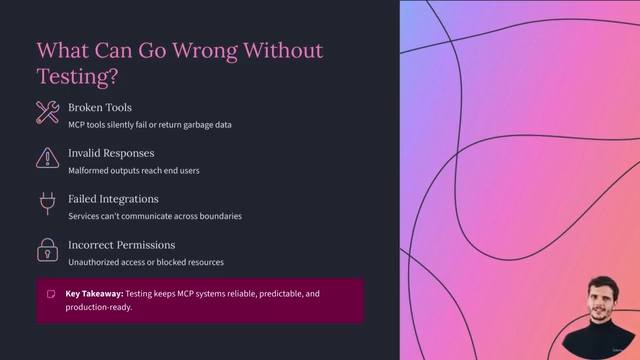 What Can Go Wrong Without
Testing?
Broken Tools
MCP tools silently fail or return garbage data
Invalid Responses
Malformed outputs reach end users
Failed Integrations
Services can't communicate across boundaries
Incorrect Permissions
Unauthorized access or blocked resources
Key Takeaway: Testing keeps MCP systems reliable, predictable, and
production-ready.